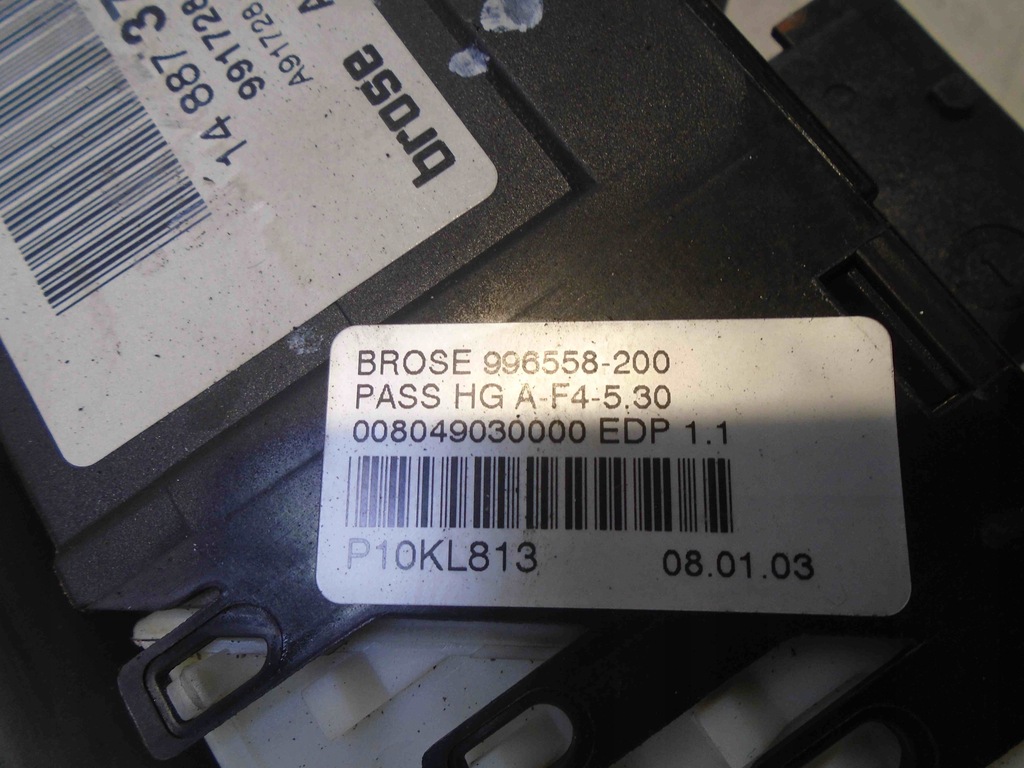 14 887 37
991728
A91728
A
brose
BROSE 996558-200
PASS HG A-F4-5.30
008049030000 EDP 1.1
P10KL813 08.01.03